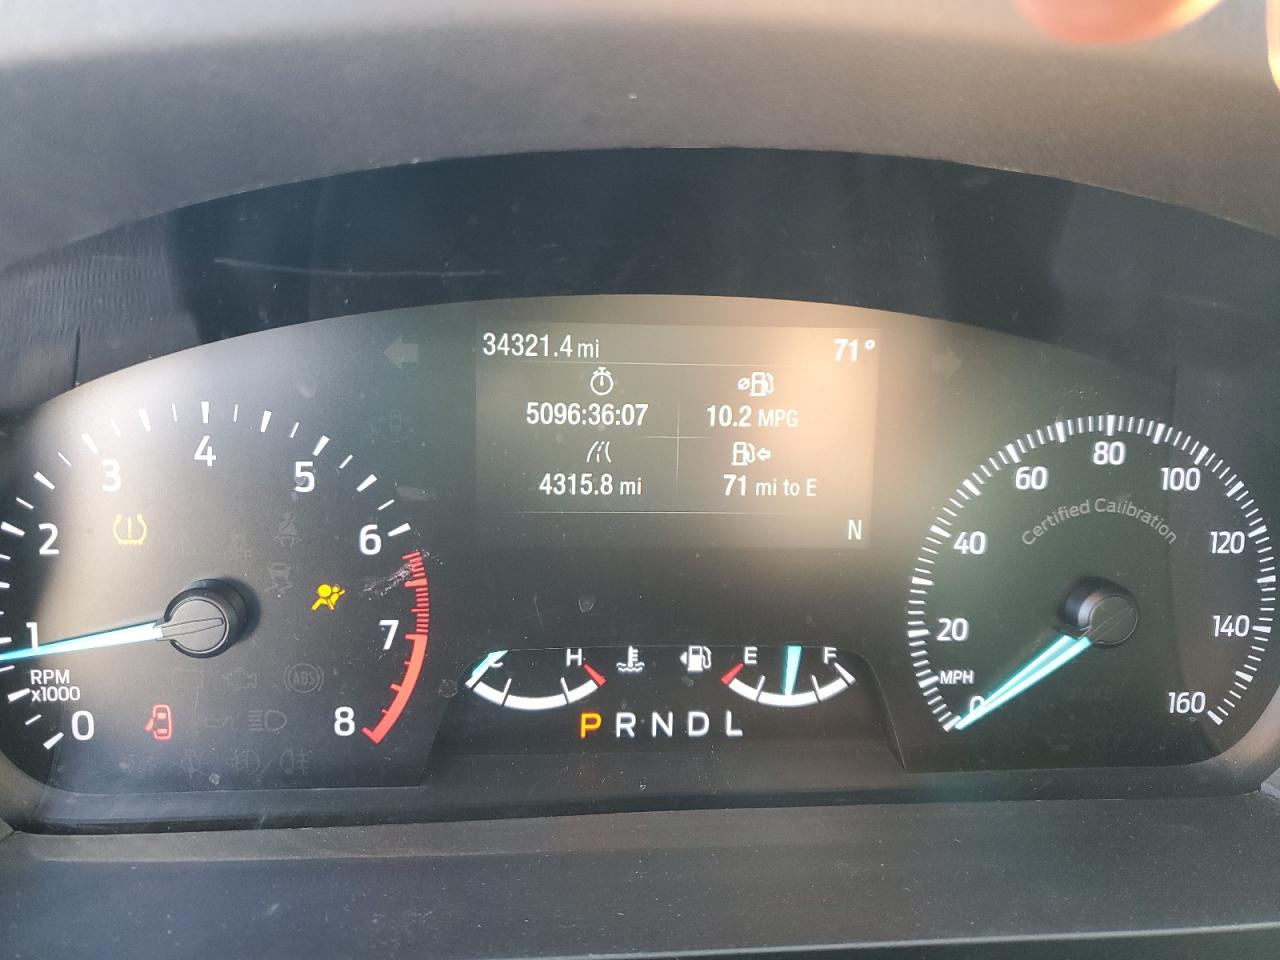 34321.4 mi 71°
5096:36:07 10.2 MPG
4315.8 mi 71 mi to E
N
0 1 2 3 4 5 6 7 8
RPM
x1000
ABS
C H E F
P R N D L
0 20 40 60 80 100 120 140 160
MPH
Certified Calibration